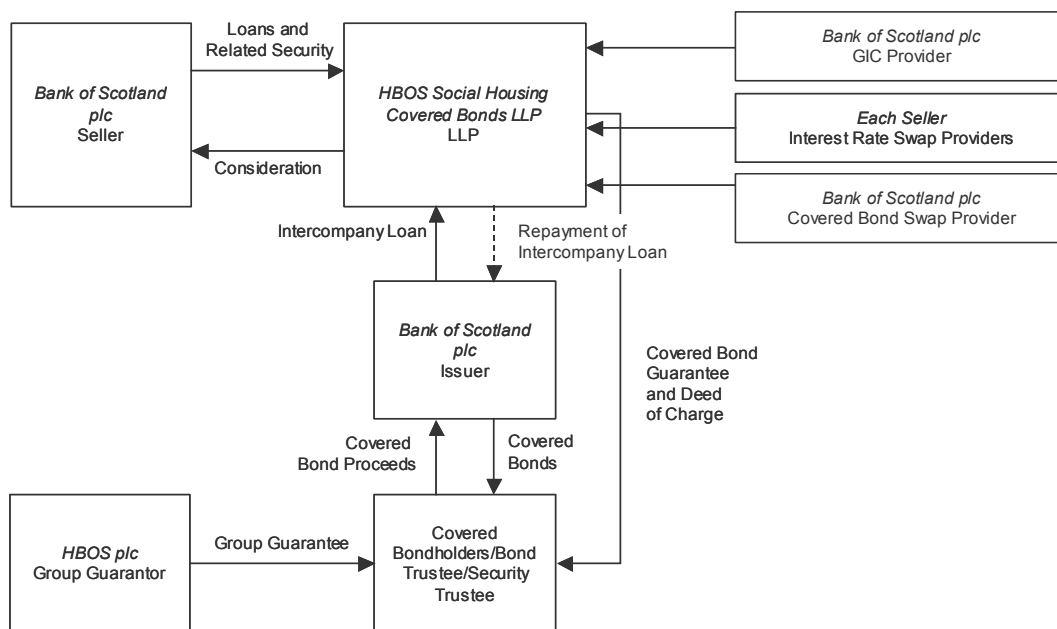 Loans and
Related Security
Bank of Scotland
plc
Seller
Consideration
HBOS Social Housing
Covered Bonds LLP
LLP
Bank of Scotland plc
GIC Provider
Each Seller
Interest Rate Swap Providers
Bank of Scotland plc
Covered Bond Swap Provider
Intercompany Loan
Repayment of
Intercompany Loan
Bank of Scotland
plc
Issuer
Covered Bond
Guarantee
and Deed
of Charge
Covered
Bond Proceeds
Covered
Bonds
HBOS plc
Group Guarantor
Group Guarantee
Covered
Bondholders/Bond
Trustee/Security
Trustee